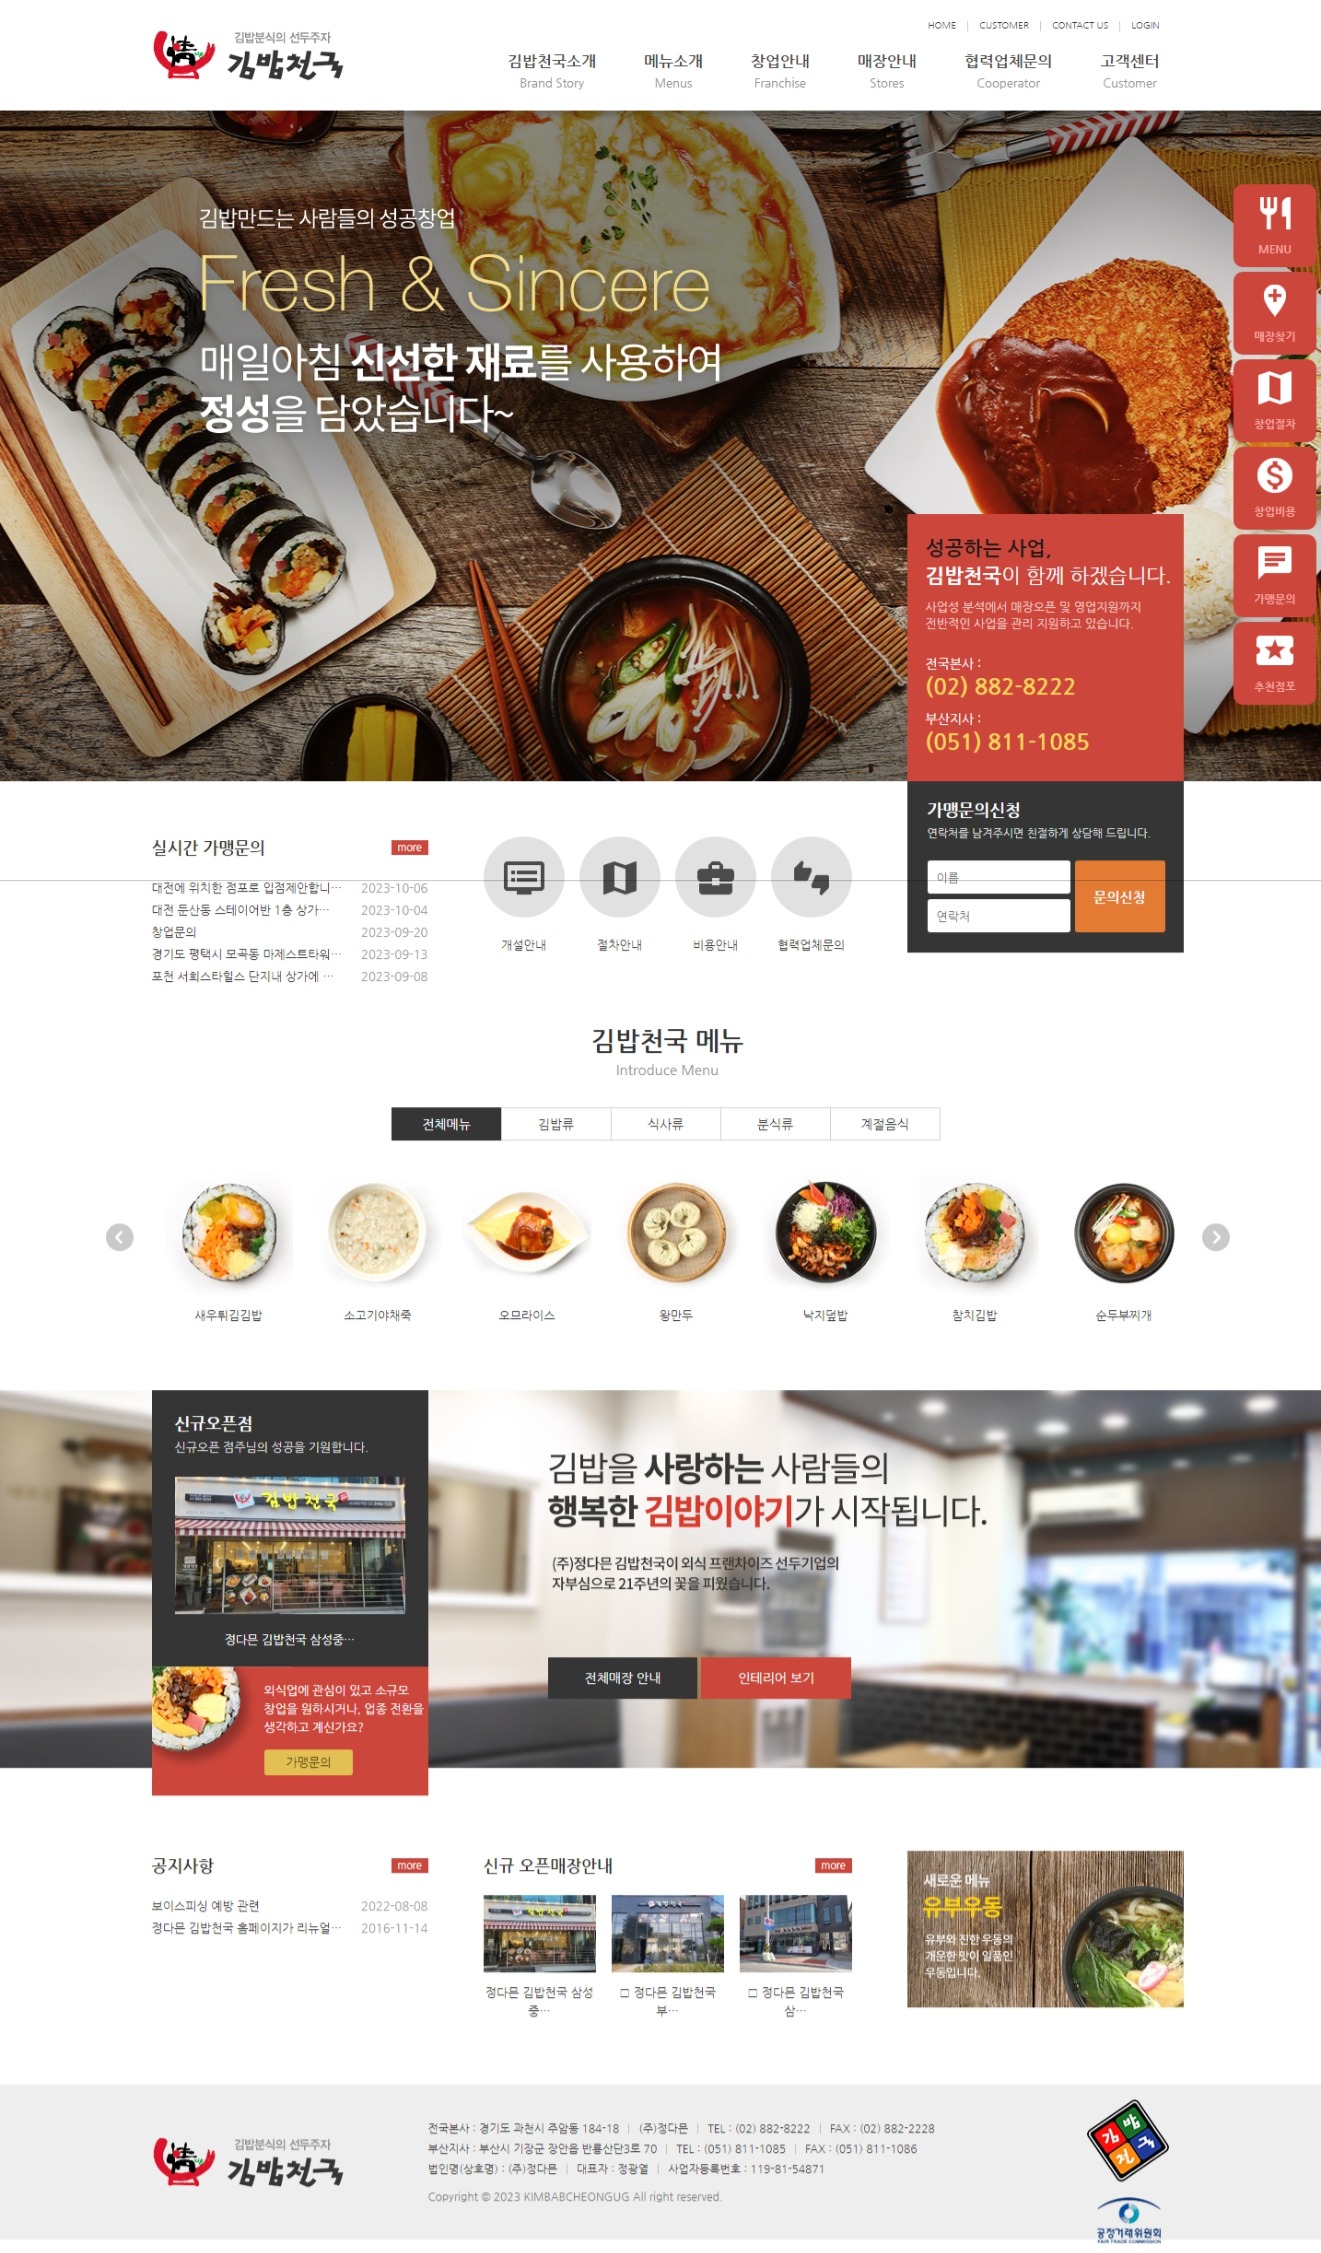 HOME
CUSTOMER
CONTACT US
LOGIN
김밥분식의 선두주자
김밥천국
김밥천국소개
Brand Story
메뉴소개
Menus
창업안내
Franchise
매장안내
Stores
협력업체문의
Cooperator
고객센터
Customer
김밥만드는 사람들의 성공창업
Fresh & Sincere
매일아침 신선한 재료를 사용하여
정성을 담았습니다~
MENU
매장찾기
창업절차
창업비용
가맹문의
추천점포
성공하는 사업,
김밥천국이 함께 하겠습니다.
사업성 분석에서 매장오픈 및 영업지원까지
전반적인 사업을 관리 지원하고 있습니다.
전국본사 :
(02) 882-8222
부산지사 :
(051) 811-1085
가맹문의신청
연락처를 남겨주시면 친절하게 상담해 드립니다.
이름
연락처
문의신청
실시간 가맹문의
more
대전에 위치한 점포로 입점제안합니… 2023-10-06
대전 둔산동 스테이어반 1층 상가… 2023-10-04
창업문의 2023-09-20
경기도 평택시 모곡동 마제스트타워… 2023-09-13
포천 서희스타힐스 단지내 상가에 … 2023-09-08
개설안내
절차안내
비용안내
협력업체문의
김밥천국 메뉴
Introduce Menu
전체메뉴
김밥류
식사류
분식류
계절음식
새우튀김김밥
소고기야채죽
오므라이스
왕만두
낙지덮밥
참치김밥
순두부찌개
신규오픈점
신규오픈 점주님의 성공을 기원합니다.
김밥천국
정다믄 김밥천국 삼성중…
외식업에 관심이 있고 소규모
창업을 원하시거나, 업종 전환을
생각하고 계신가요?
가맹문의
김밥을 사랑하는 사람들의
행복한 김밥이야기가 시작됩니다.
(주)정다믄 김밥천국이 외식 프랜차이즈 선두기업의
자부심으로 21주년의 꽃을 피웠습니다.
전체매장 안내
인테리어 보기
공지사항
more
보이스피싱 예방 관련 2022-08-08
정다믄 김밥천국 홈페이지가 리뉴얼… 2016-11-14
신규 오픈매장안내
more
정다믄 김밥천국 삼성
중…
□ 정다믄 김밥천국
부…
□ 정다믄 김밥천국
삼…
새로운 메뉴
유부우동
유부와 진한 우동의
개운한 맛이 일품인
우동입니다.
김밥분식의 선두주자
김밥천국
전국본사 : 경기도 과천시 주암동 184-18 | (주)정다믄 | TEL : (02) 882-8222 | FAX : (02) 882-2228
부산지사 : 부산시 기장군 장안읍 반룡산단3로 70 | TEL : (051) 811-1085 | FAX : (051) 811-1086
법인명(상호명) : (주)정다믄 | 대표자 : 정광열 | 사업자등록번호 : 119-81-54871
Copyright © 2023 KIMBABCHEONGUG All right reserved.
김밥천국
공정거래위원회
FAIR TRADE COMMISSION